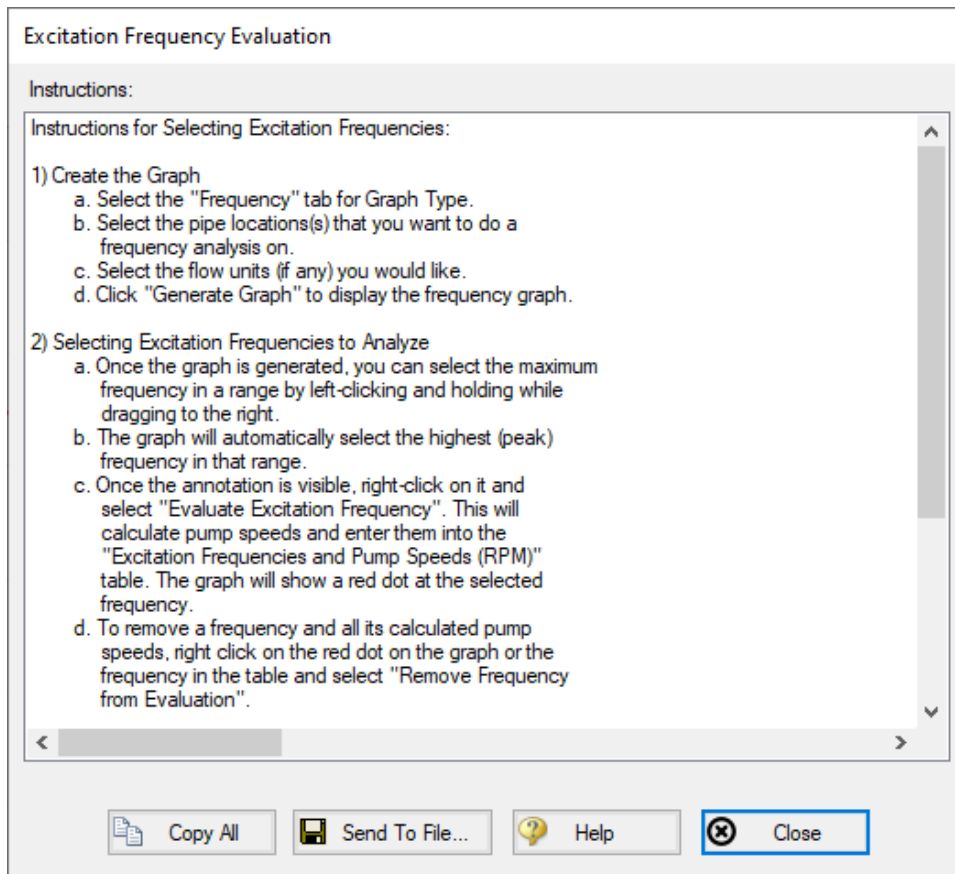 Excitation Frequency Evaluation
Instructions:
Instructions for Selecting Excitation Frequencies:
1) Create the Graph
a. Select the "Frequency" tab for Graph Type.
b. Select the pipe locations(s) that you want to do a
frequency analysis on.
c. Select the flow units (if any) you would like.
d. Click "Generate Graph" to display the frequency graph.
2) Selecting Excitation Frequencies to Analyze
a. Once the graph is generated, you can select the maximum
frequency in a range by left-clicking and holding while
dragging to the right.
b. The graph will automatically select the highest (peak)
frequency in that range.
c. Once the annotation is visible, right-click on it and
select "Evaluate Excitation Frequency". This will
calculate pump speeds and enter them into the
"Excitation Frequencies and Pump Speeds (RPM)"
table. The graph will show a red dot at the selected
frequency.
d. To remove a frequency and all its calculated pump
speeds, right click on the red dot on the graph or the
frequency in the table and select "Remove Frequency
from Evaluation".
Copy All
Send To File...
Help
Close